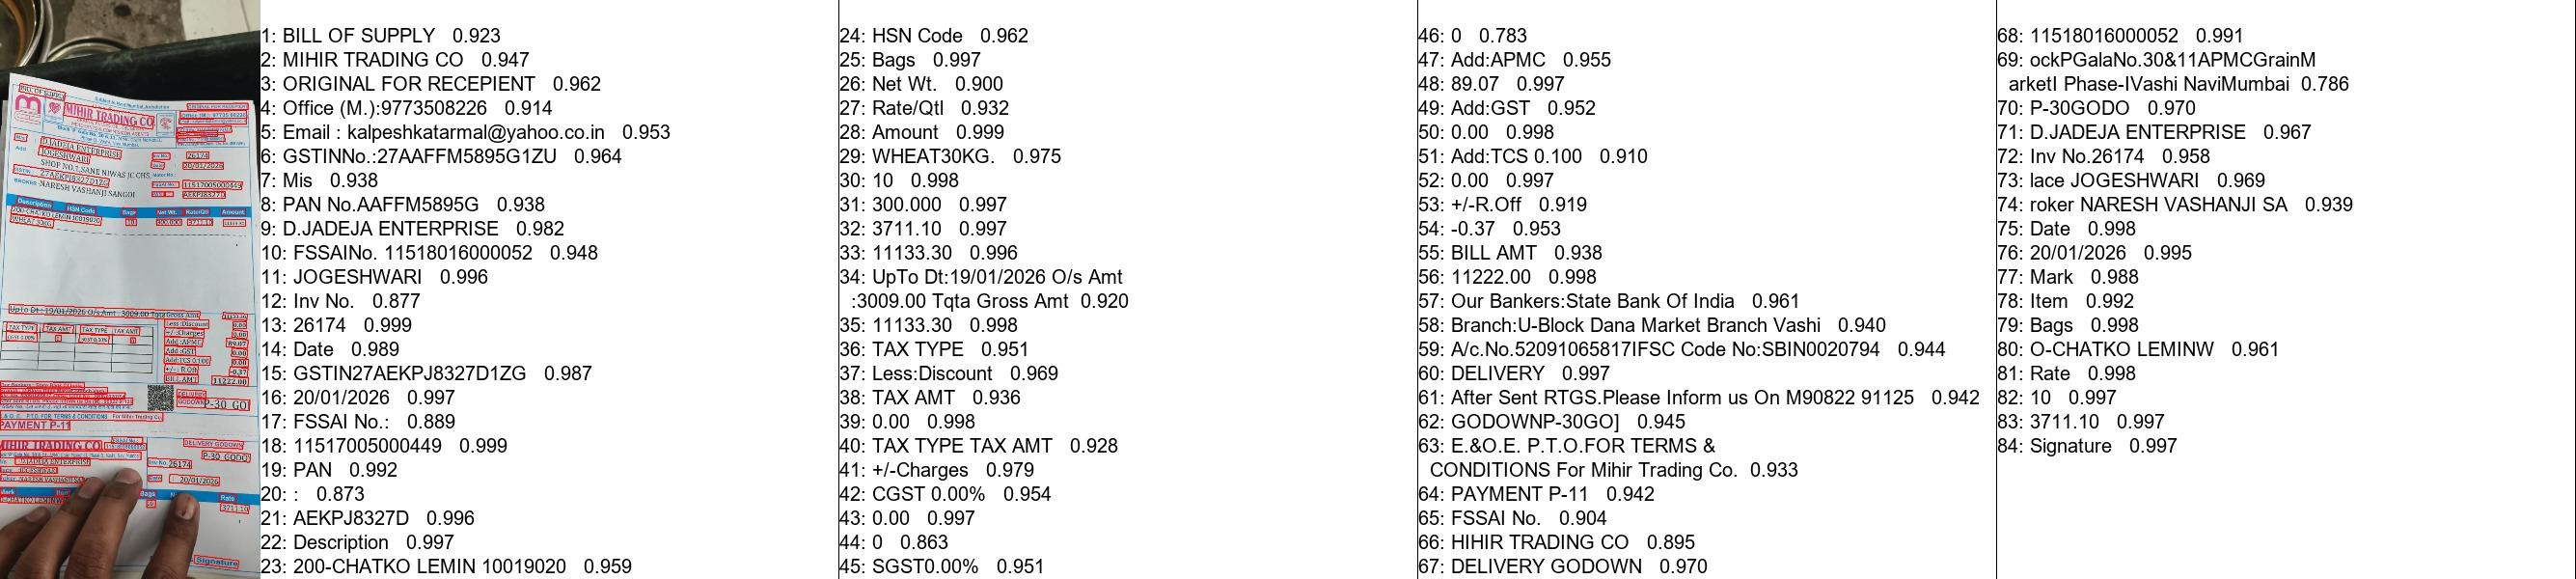 1: BILL OF SUPPLY 0.923
2: MIHIR TRADING CO 0.947
3: ORIGINAL FOR RECEPIENT 0.962
4: Office (M.):9773508226 0.914
5: Email : kalpeshkatarmal@yahoo.co.in 0.953
6: GSTINNo.:27AAFFM5895G1ZU 0.964
7: Mis 0.938
8: PAN No.AAFFM5895G 0.938
9: D.JADEJA ENTERPRISE 0.982
10: FSSAINo. 11518016000052 0.948
11: JOGESHWARI 0.996
12: Inv No. 0.877
13: 26174 0.999
14: Date 0.989
15: GSTIN27AEKPJ8327D1ZG 0.987
16: 20/01/2026 0.997
17: FSSAI No.: 0.889
18: 11517005000449 0.999
19: PAN 0.992
20: : 0.873
21: AEKPJ8327D 0.996
22: Description 0.997
23: 200-CHATKO LEMIN 10019020 0.959
24: HSN Code 0.962
25: Bags 0.997
26: Net Wt. 0.900
27: Rate/Qtl 0.932
28: Amount 0.999
29: WHEAT30KG. 0.975
30: 10 0.998
31: 300.000 0.997
32: 3711.10 0.997
33: 11133.30 0.996
34: UpTo Dt:19/01/2026 O/s Amt
:3009.00 Tqta Gross Amt 0.920
35: 11133.30 0.998
36: TAX TYPE 0.951
37: Less:Discount 0.969
38: TAX AMT 0.936
39: 0.00 0.998
40: TAX TYPE TAX AMT 0.928
41: +/-Charges 0.979
42: CGST 0.00% 0.954
43: 0.00 0.997
44: 0 0.863
45: SGST0.00% 0.951
46: 0 0.783
47: Add:APMC 0.955
48: 89.07 0.997
49: Add:GST 0.952
50: 0.00 0.998
51: Add:TCS 0.100 0.910
52: 0.00 0.997
53: +/-R.Off 0.919
54: -0.37 0.953
55: BILL AMT 0.938
56: 11222.00 0.998
57: Our Bankers:State Bank Of India 0.961
58: Branch:U-Block Dana Market Branch Vashi 0.940
59: A/c.No.52091065817IFSC Code No:SBIN0020794 0.944
60: DELIVERY 0.997
61: After Sent RTGS.Please Inform us On M90822 91125 0.942
62: GODOWNP-30GO] 0.945
63: E.&O.E. P.T.O.FOR TERMS &
CONDITIONS For Mihir Trading Co. 0.933
64: PAYMENT P-11 0.942
65: FSSAI No. 0.904
66: HIHIR TRADING CO 0.895
67: DELIVERY GODOWN 0.970
68: 11518016000052 0.991
69: ockPGalaNo.30&11APMCGrainM
arketI Phase-IVashi NaviMumbai 0.786
70: P-30GODO 0.970
71: D.JADEJA ENTERPRISE 0.967
72: Inv No.26174 0.958
73: lace JOGESHWARI 0.969
74: roker NARESH VASHANJI SA 0.939
75: Date 0.998
76: 20/01/2026 0.995
77: Mark 0.988
78: Item 0.992
79: Bags 0.998
80: O-CHATKO LEMINW 0.961
81: Rate 0.998
82: 10 0.997
83: 3711.10 0.997
84: Signature 0.997